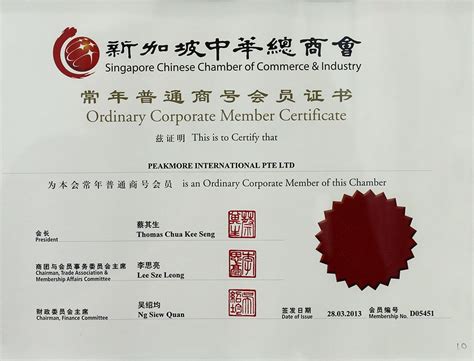 新加坡中华總商會
Singapore Chinese Chamber of Commerce & Industry
常年普通商号会员证书
Ordinary Corporate Member Certificate
兹证明 This is to Certify that
PEAKMORE INTERNATIONAL PTE LTD
为本会常年普通商号会员 is an Ordinary Corporate Member of this Chamber
会长 蔡其生
President Thomas Chua Kee Seng
商团与会员事务委员会主席 李思亮
Chairman, Trade Association & Lee Sze Leong
Membership Affairs Committee
财政委员会主席 吴绍均
Chairman, Finance Committee Ng Siew Quan
签发日期 会员编号
Date 28.03.2013 Membership No. D05451
10